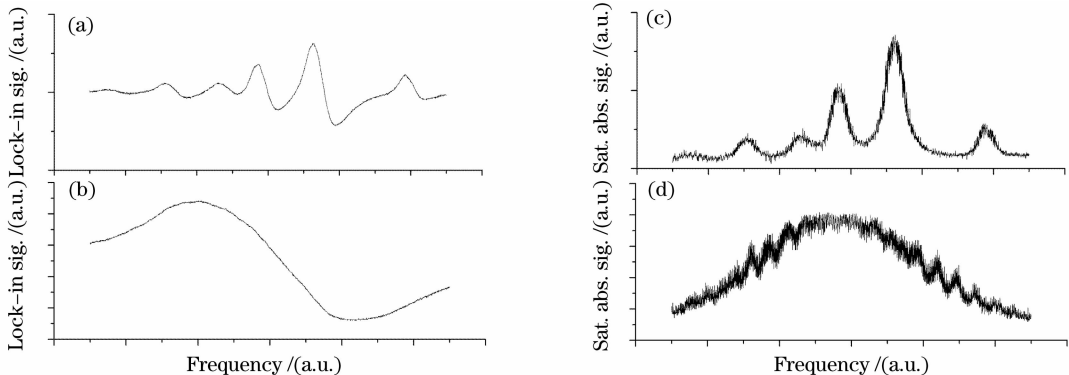 (a)
Lock-in sig. /(a.u.)
(b)
Lock-in sig. /(a.u.)
Frequency /(a.u.)
(c)
Sat. abs. sig. /(a.u.)
(d)
Sat. abs. sig. /(a.u.)
Frequency /(a.u.)